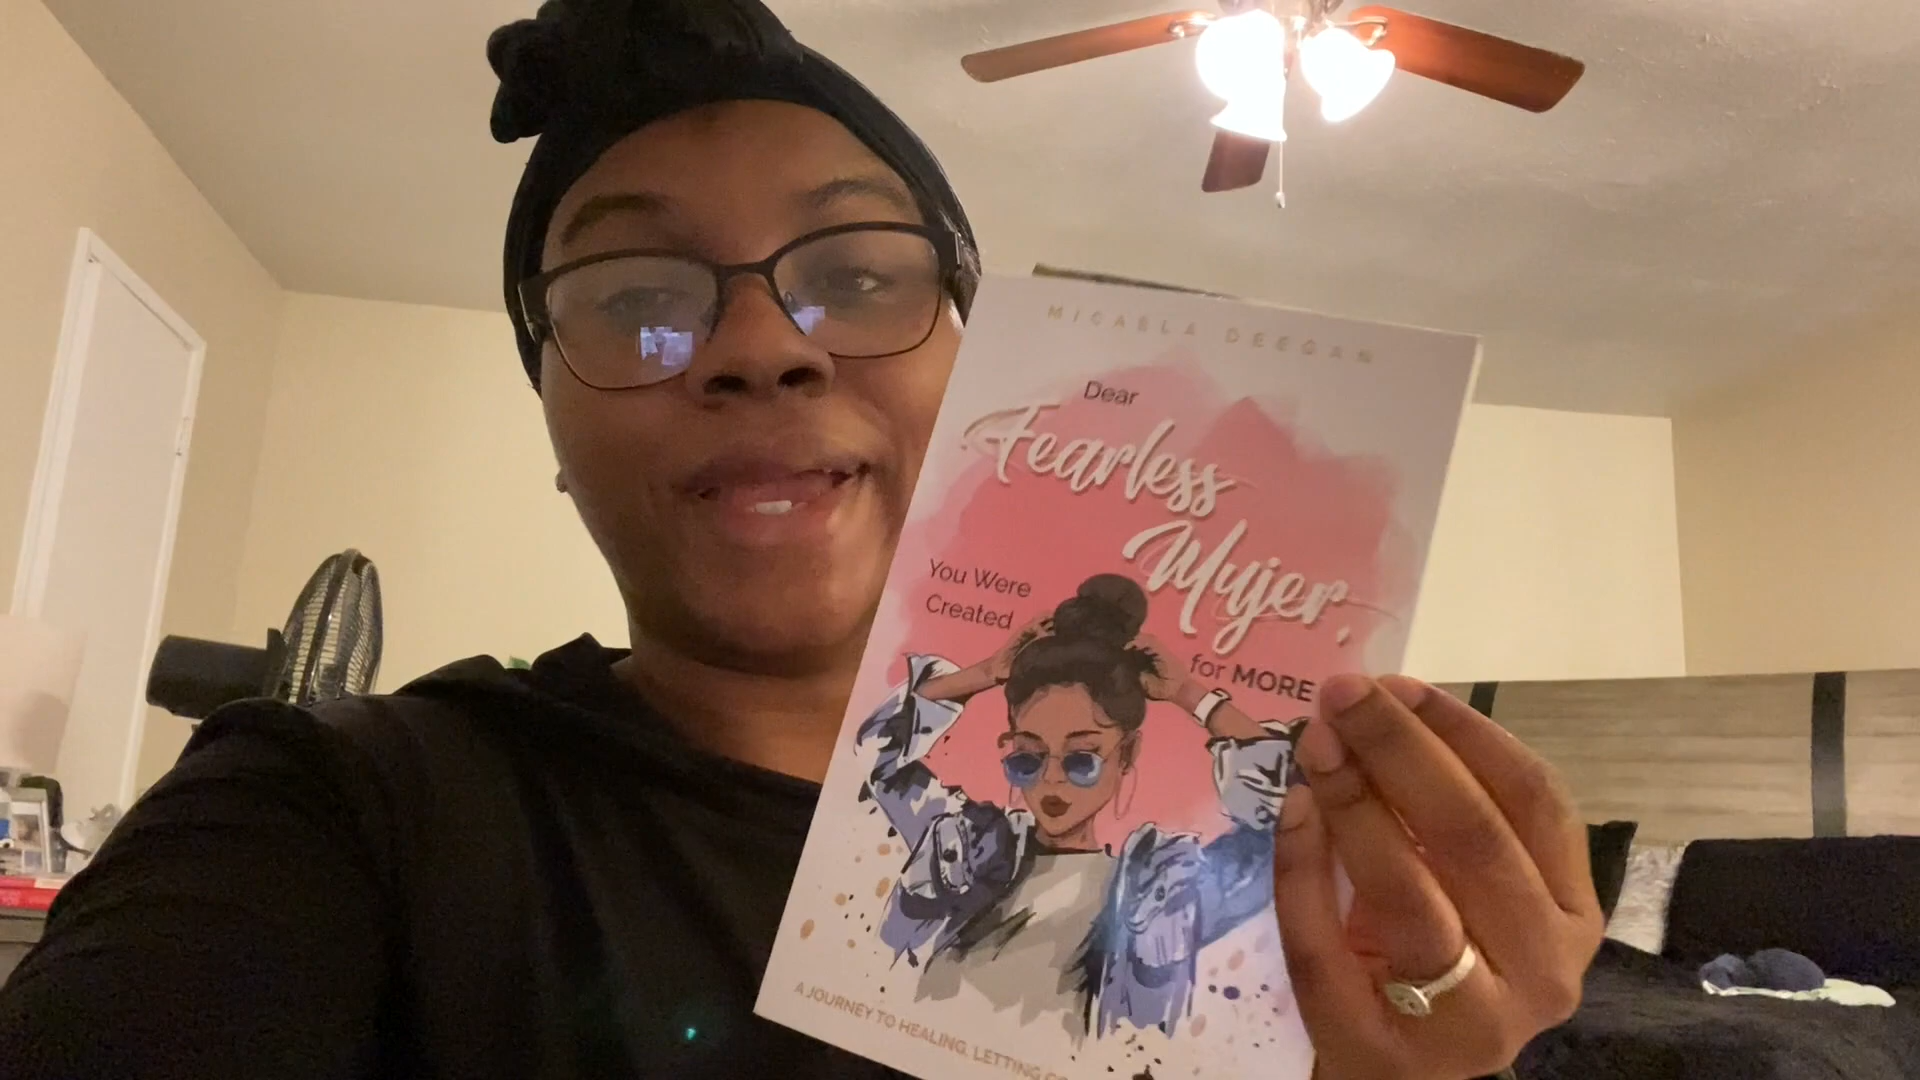 MICAELA DEEGAN
Dear
Fearless
Mujer,
You Were
Created
for MORE
A JOURNEY TO HEALING, LETTING